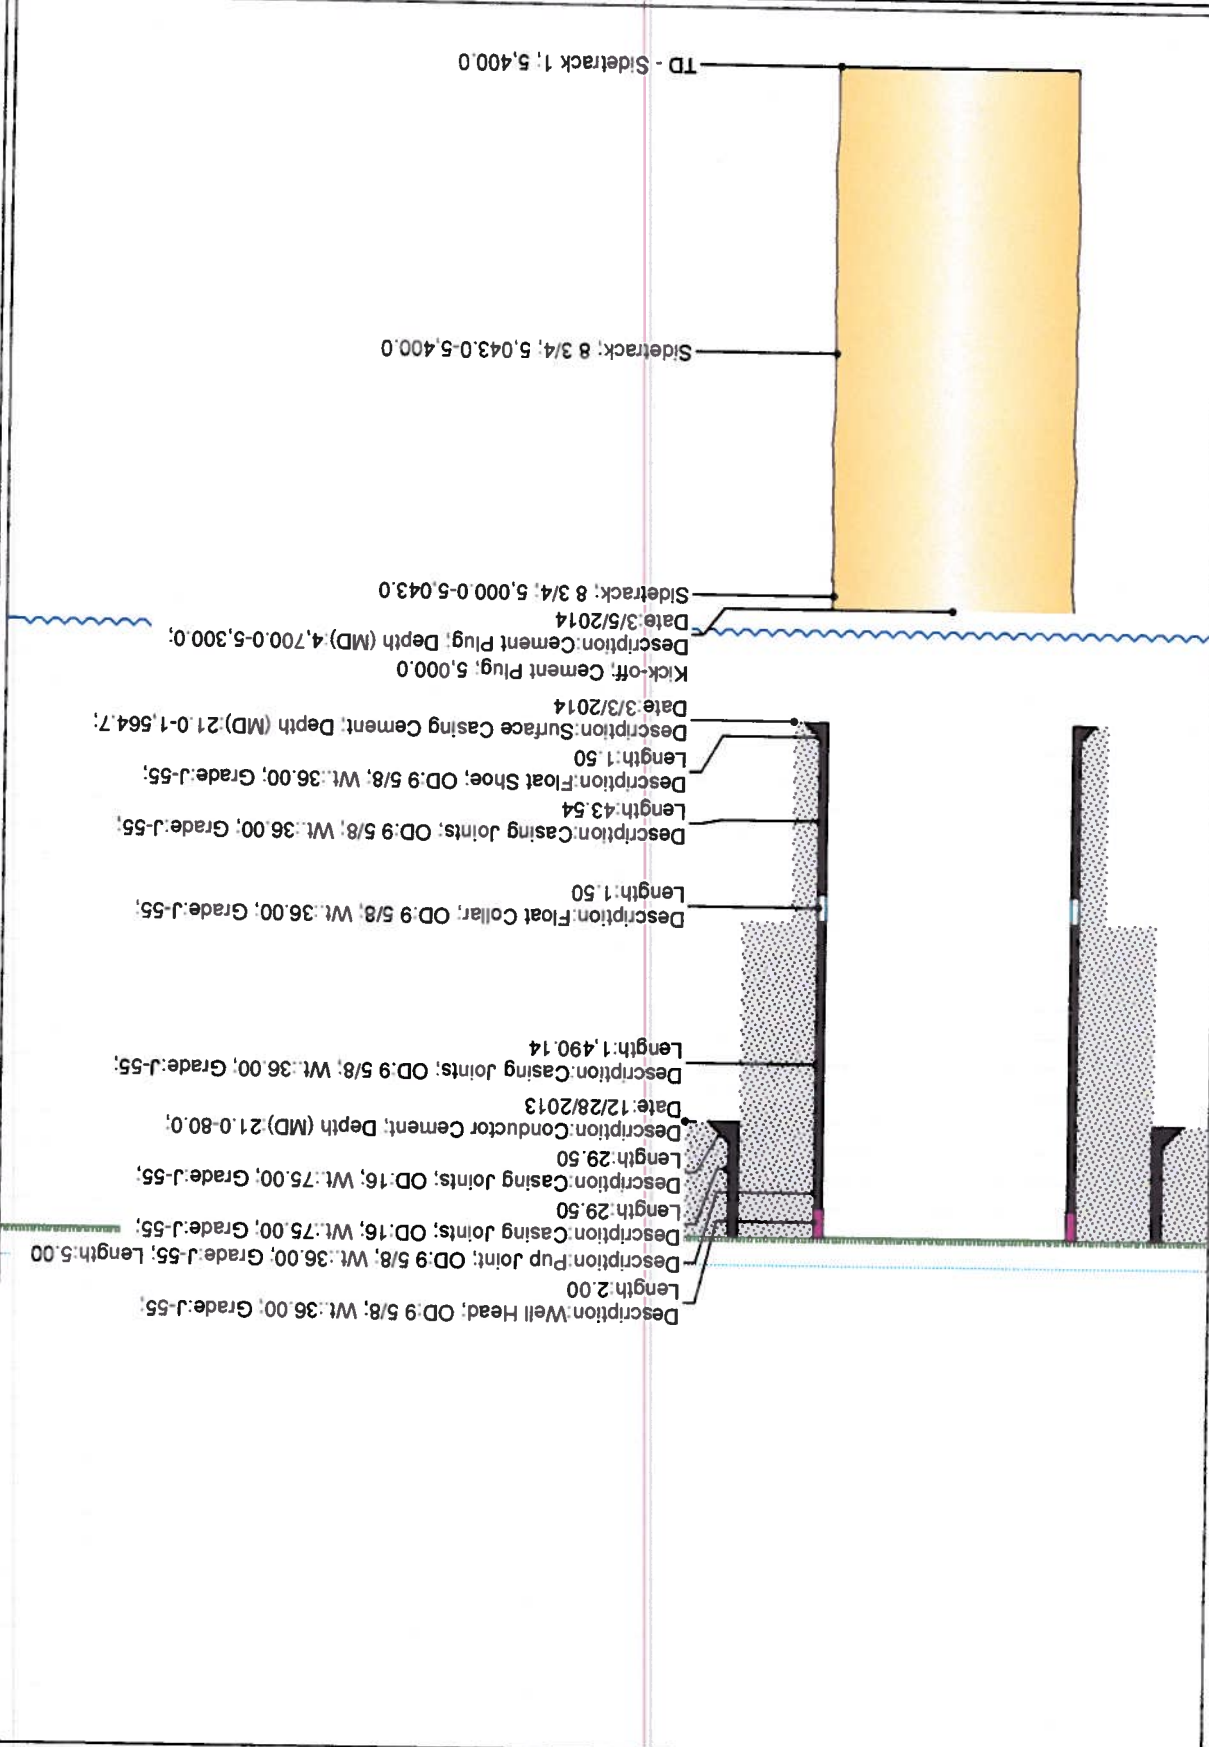 Description:Well Head; OD:9 5/8; Wt.:36.00; Grade:J-55;
Length:2.00
Description:Pup Joint; OD:9 5/8; Wt.:36.00; Grade:J-55; Length:5.00
Description:Casing Joints; OD:16; Wt.:75.00; Grade:J-55;
Length:29.50
Description:Casing Joints; OD:16; Wt.:75.00; Grade:J-55;
Length:29.50
Description:Conductor Cement; Depth (MD):21.0-80.0;
Date:12/28/2013
Description:Casing Joints; OD:9 5/8; Wt.:36.00; Grade:J-55;
Length:1,490.14
Description:Float Collar; OD:9 5/8; Wt.:36.00; Grade:J-55;
Length:1.50
Description:Casing Joints; OD:9 5/8; Wt.:36.00; Grade:J-55;
Length:43.54
Description:Float Shoe; OD:9 5/8; Wt.:36.00; Grade:J-55;
Length:1.50
Description:Surface Casing Cement; Depth (MD):21.0-1,564.7;
Date:3/3/2014
Kick-off; Cement Plug; 5,000.0
Description:Cement Plug; Depth (MD):4,700.0-5,300.0;
Date:3/5/2014
Sidetrack; 8 3/4; 5,000.0-5,043.0
Sidetrack; 8 3/4; 5,043.0-5,400.0
TD - Sidetrack 1; 5,400.0